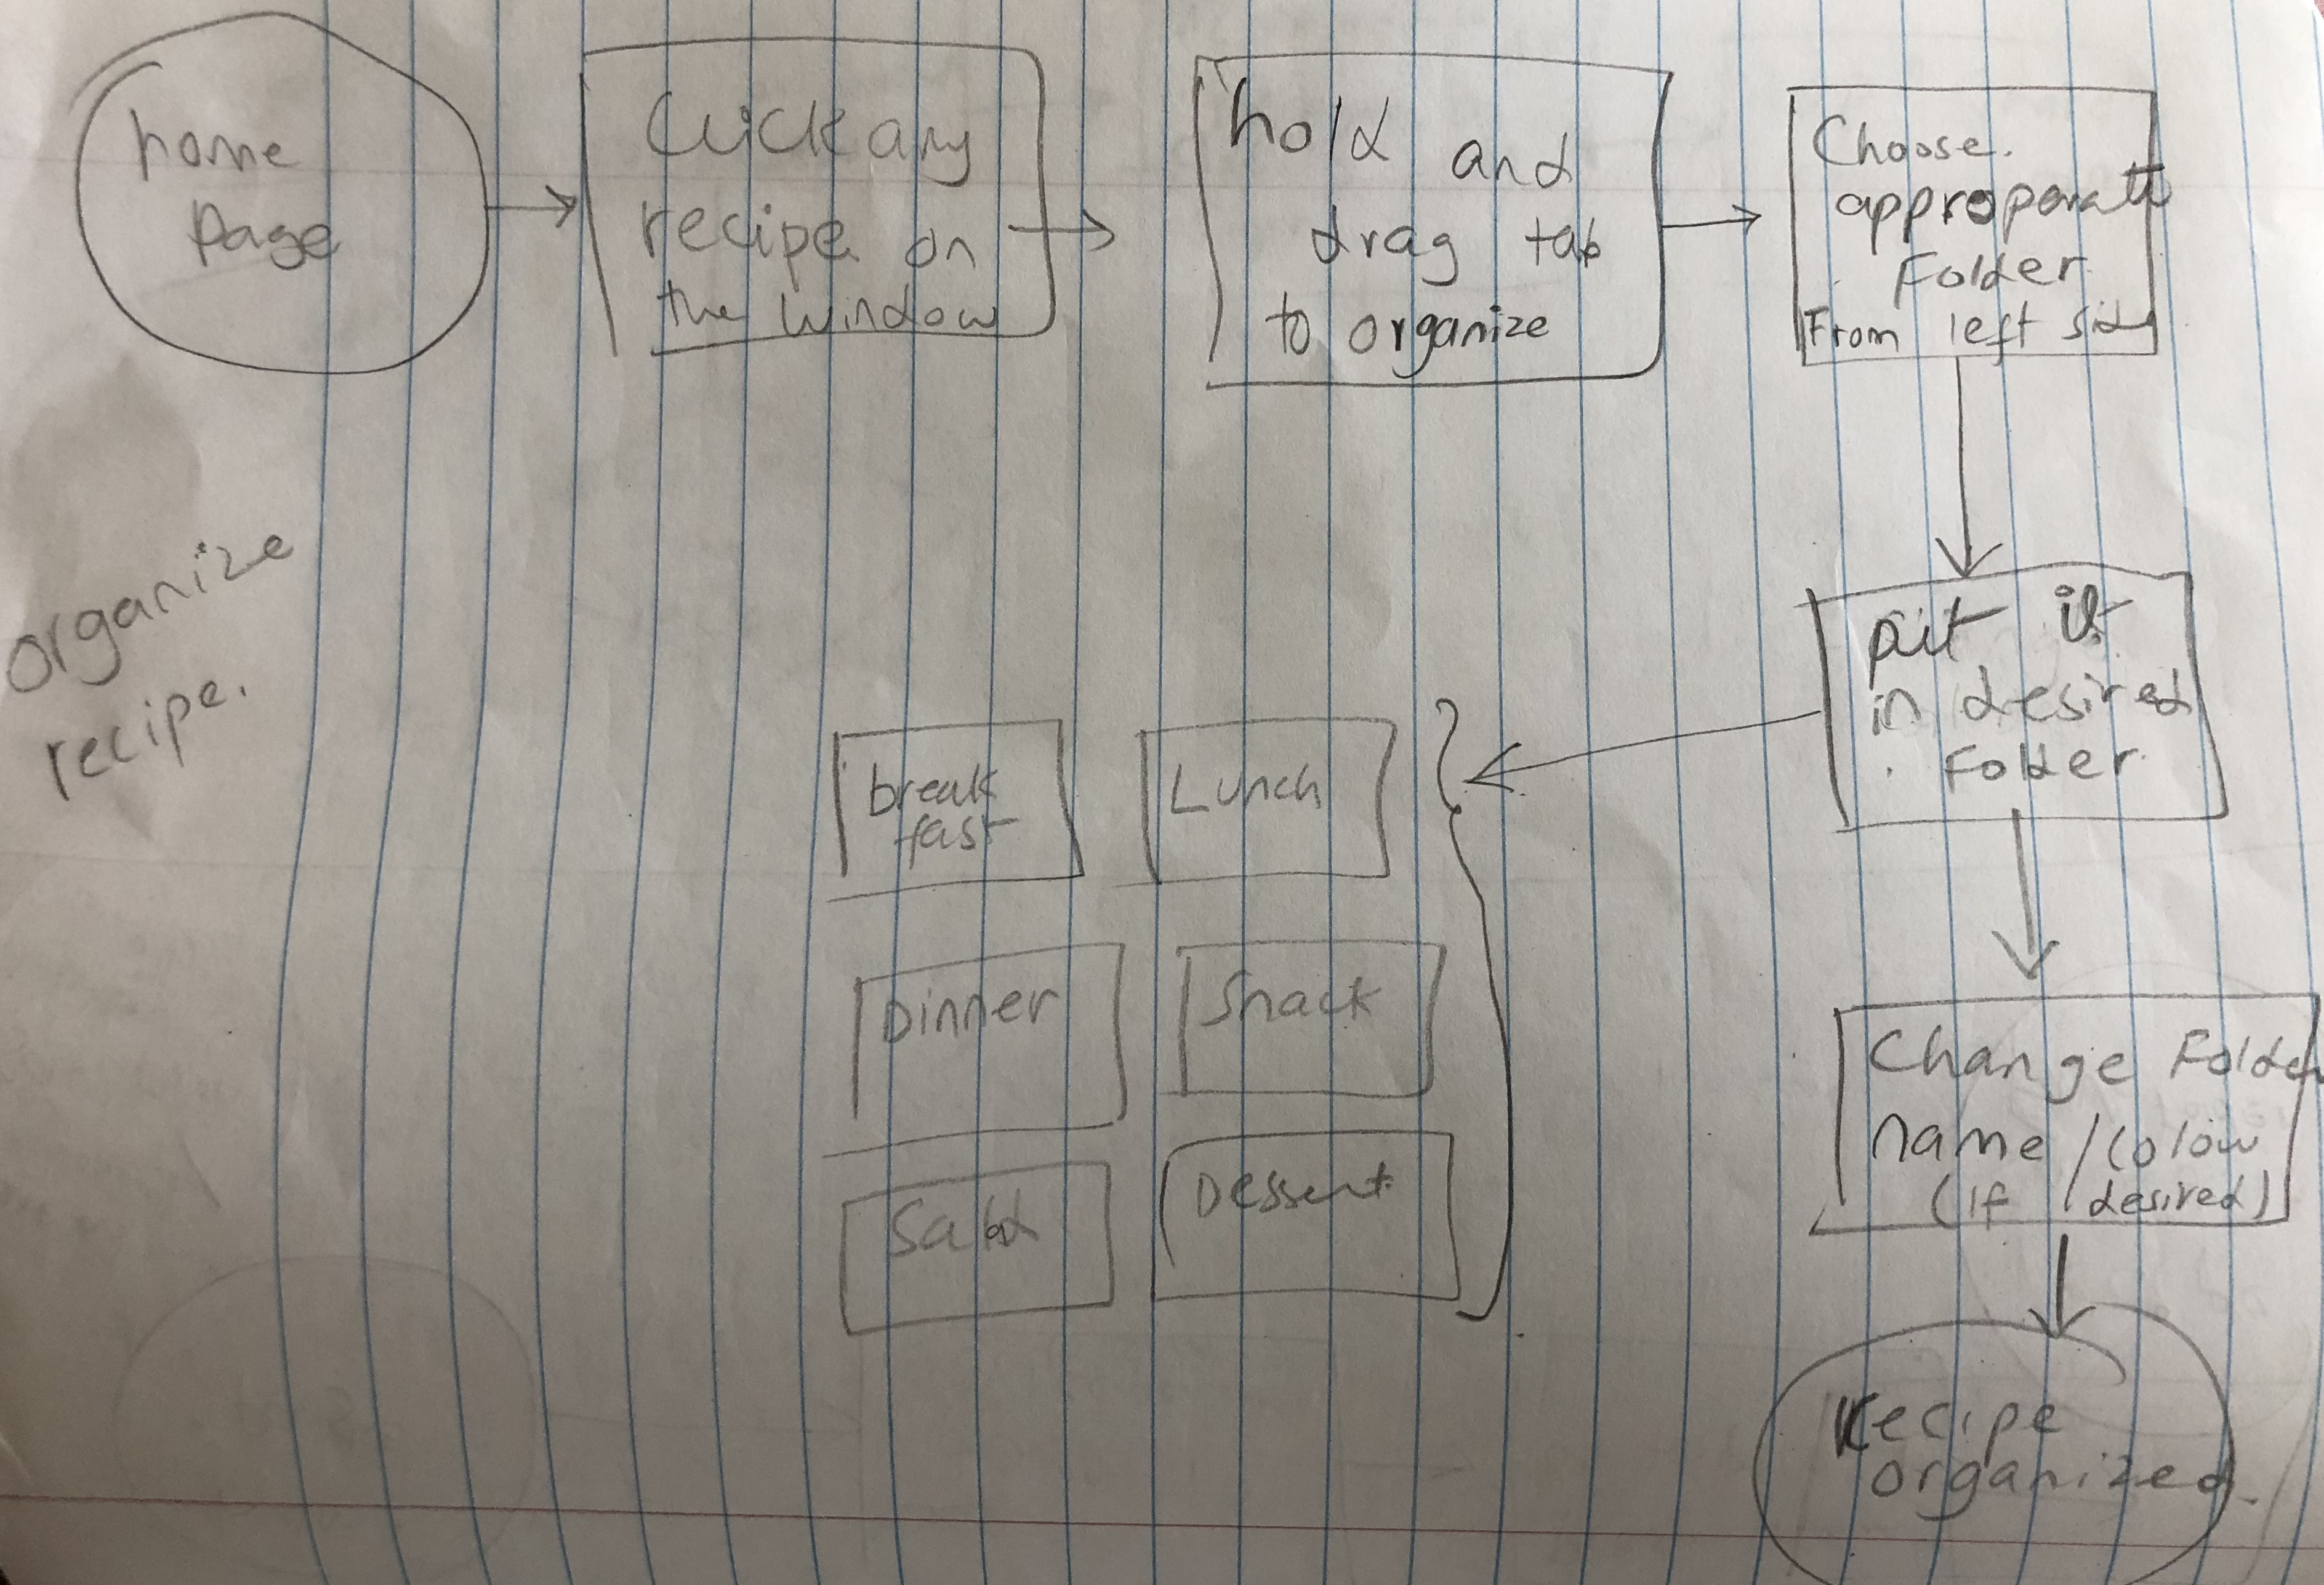 home
Page
Click any
recipe on
the window
hold and
drag tab
to organize
Choose.
approparate
Folder
From left side
organize
recipe.
put it
in desired
Folder.
break
fast
Lunch
Dinner
Snack
Salad
Dessert
Change Folder
name / Colour
(if desired)
Recipe
organized.